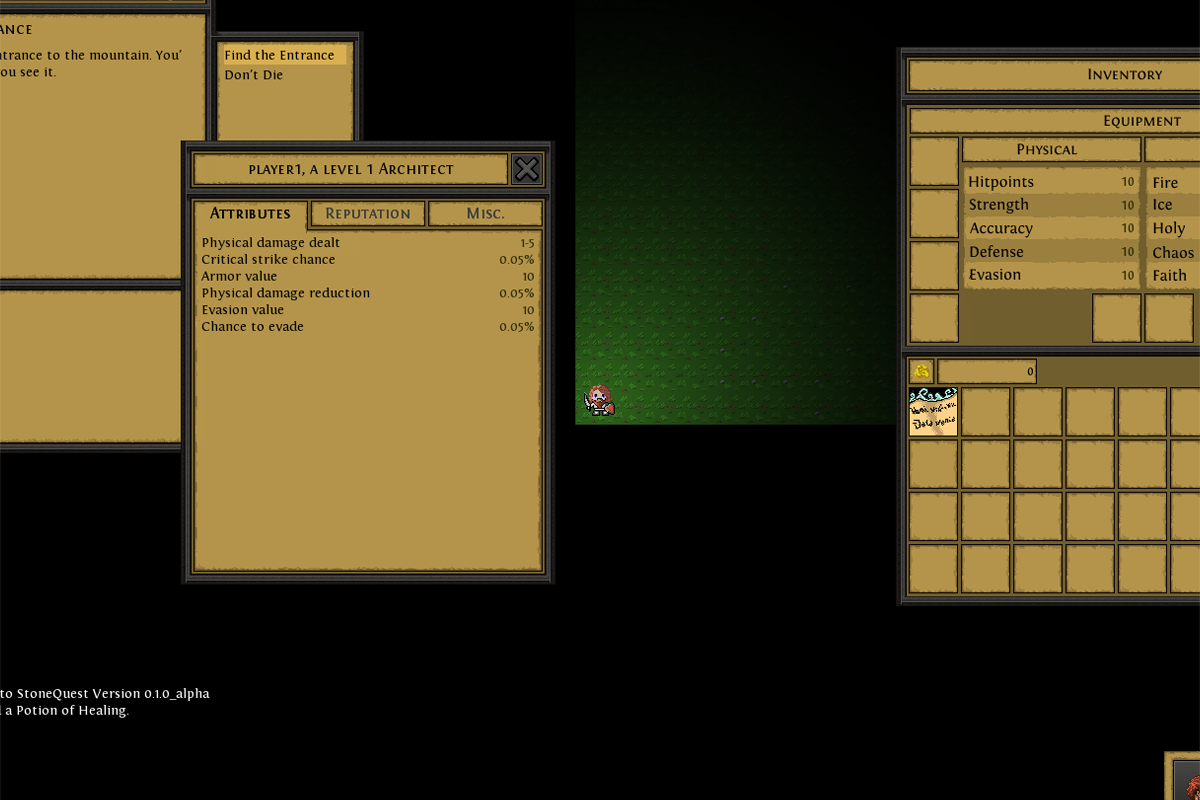 ANCE
ntrance to the mountain. You'
ou see it.
Find the Entrance
Don't Die
player1, a level 1 Architect
Attributes
Reputation
Misc.
Physical damage dealt 1-5
Critical strike chance 0.05%
Armor value 10
Physical damage reduction 0.05%
Evasion value 10
Chance to evade 0.05%
Inventory
Equipment
Physical
Hitpoints 10
Strength 10
Accuracy 10
Defense 10
Evasion 10
Fire
Ice
Holy
Chaos
Faith
0
to StoneQuest Version 0.1.0_alpha
a Potion of Healing.